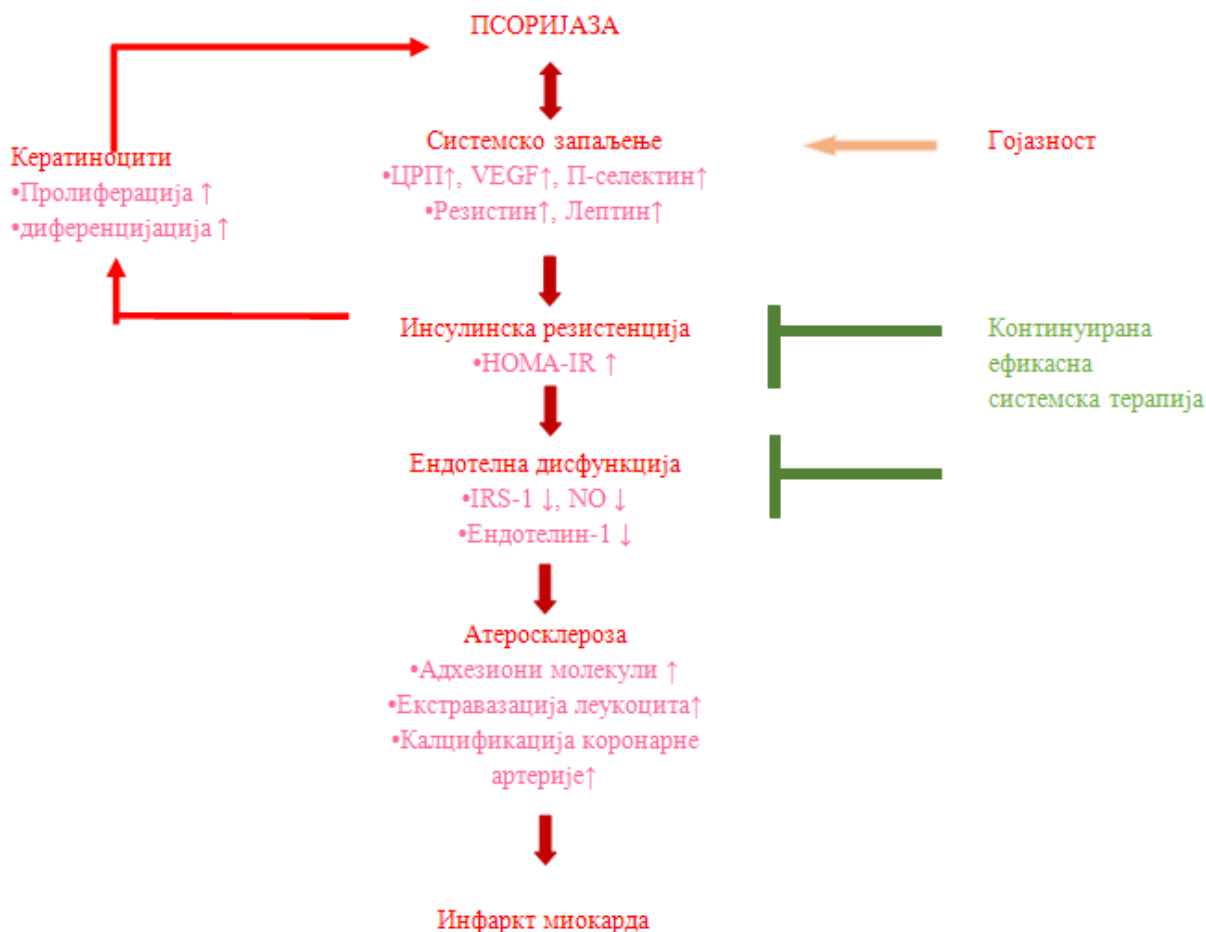 ПСОРИЈАЗА
Системско запаљење
•ЦРП↑, VEGF↑, П-селектин↑
•Резистин↑, Лептин↑
Гојазност
Кератиноцити
•Пролиферација ↑
•диференцијација ↑
Инсулинска резистенција
•HOMA-IR ↑
Континуирана
ефикасна
системска терапија
Ендотелна дисфункција
•IRS-1 ↓, NO ↓
•Ендотелин-1 ↓
Атеросклероза
•Адхезиони молекули ↑
•Екстравазација леукоцита↑
•Калцификација коронарне
артерије↑
Инфаркт миокарда